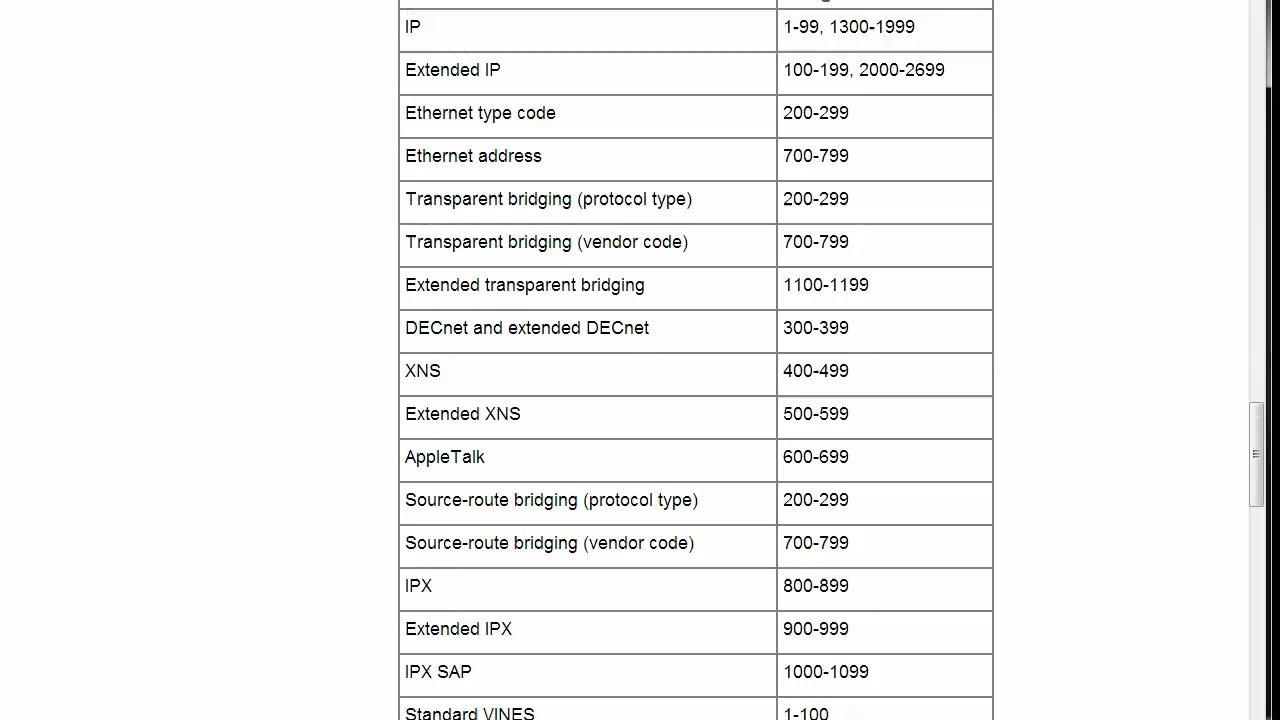 IP 1-99, 1300-1999
Extended IP 100-199, 2000-2699
Ethernet type code 200-299
Ethernet address 700-799
Transparent bridging (protocol type) 200-299
Transparent bridging (vendor code) 700-799
Extended transparent bridging 1100-1199
DECnet and extended DECnet 300-399
XNS 400-499
Extended XNS 500-599
AppleTalk 600-699
Source-route bridging (protocol type) 200-299
Source-route bridging (vendor code) 700-799
IPX 800-899
Extended IPX 900-999
IPX SAP 1000-1099
Standard VINES 1-100